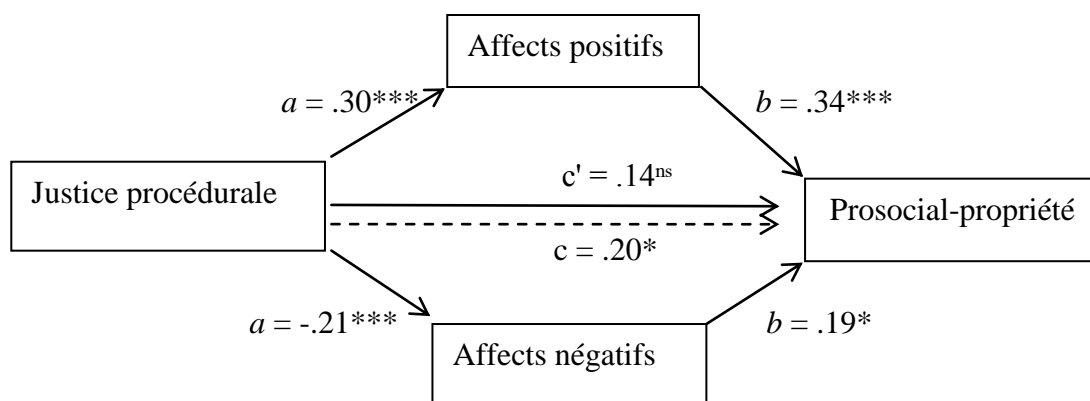 Affects positifs
a = .30***
b = .34***
Justice procédurale
c' = .14ns
Prosocial-propriété
c = .20*
a = -.21***
b = .19*
Affects négatifs